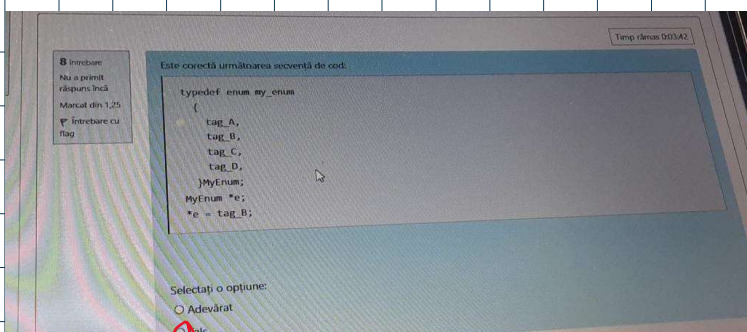 Timp rămas 0:03:42
8 Întrebare
Nu a primit
răspuns încă
Marcat din 1,25
Întrebare cu
flag
Este corectă următoarea secvență de cod:
typedef enum my_enum
{
tag_A,
tag_B,
tag_C,
tag_D,
}MyEnum;
MyEnum *e;
*e = tag_B;
Selectați o opțiune:
Adevărat